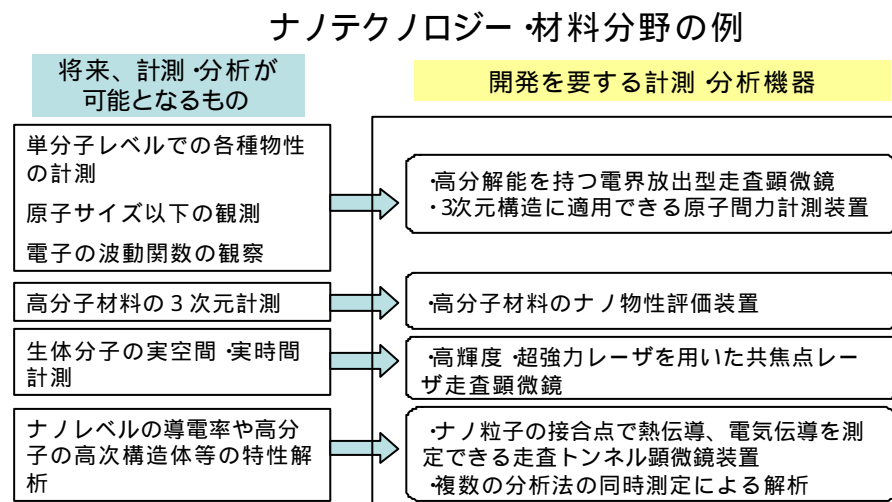 ナノテクノロジー・材料分野の例
将来、計測・分析が
可能となるもの
開発を要する計測・分析機器
単分子レベルでの各種物性
の計測
原子サイズ以下の観測
電子の波動関数の観察
・高分解能を持つ電界放出型走査顕微鏡
・3次元構造に適用できる原子間力計測装置
高分子材料の3次元計測
・高分子材料のナノ物性評価装置
生体分子の実空間・実時間
計測
・高輝度・超強力レーザを用いた共焦点レー
ザ走査顕微鏡
ナノレベルの導電率や高分
子の高次構造体等の特性解
析
・ナノ粒子の接合点で熱伝導、電気伝導を測
定できる走査トンネル顕微鏡装置
・複数の分析法の同時測定による解析